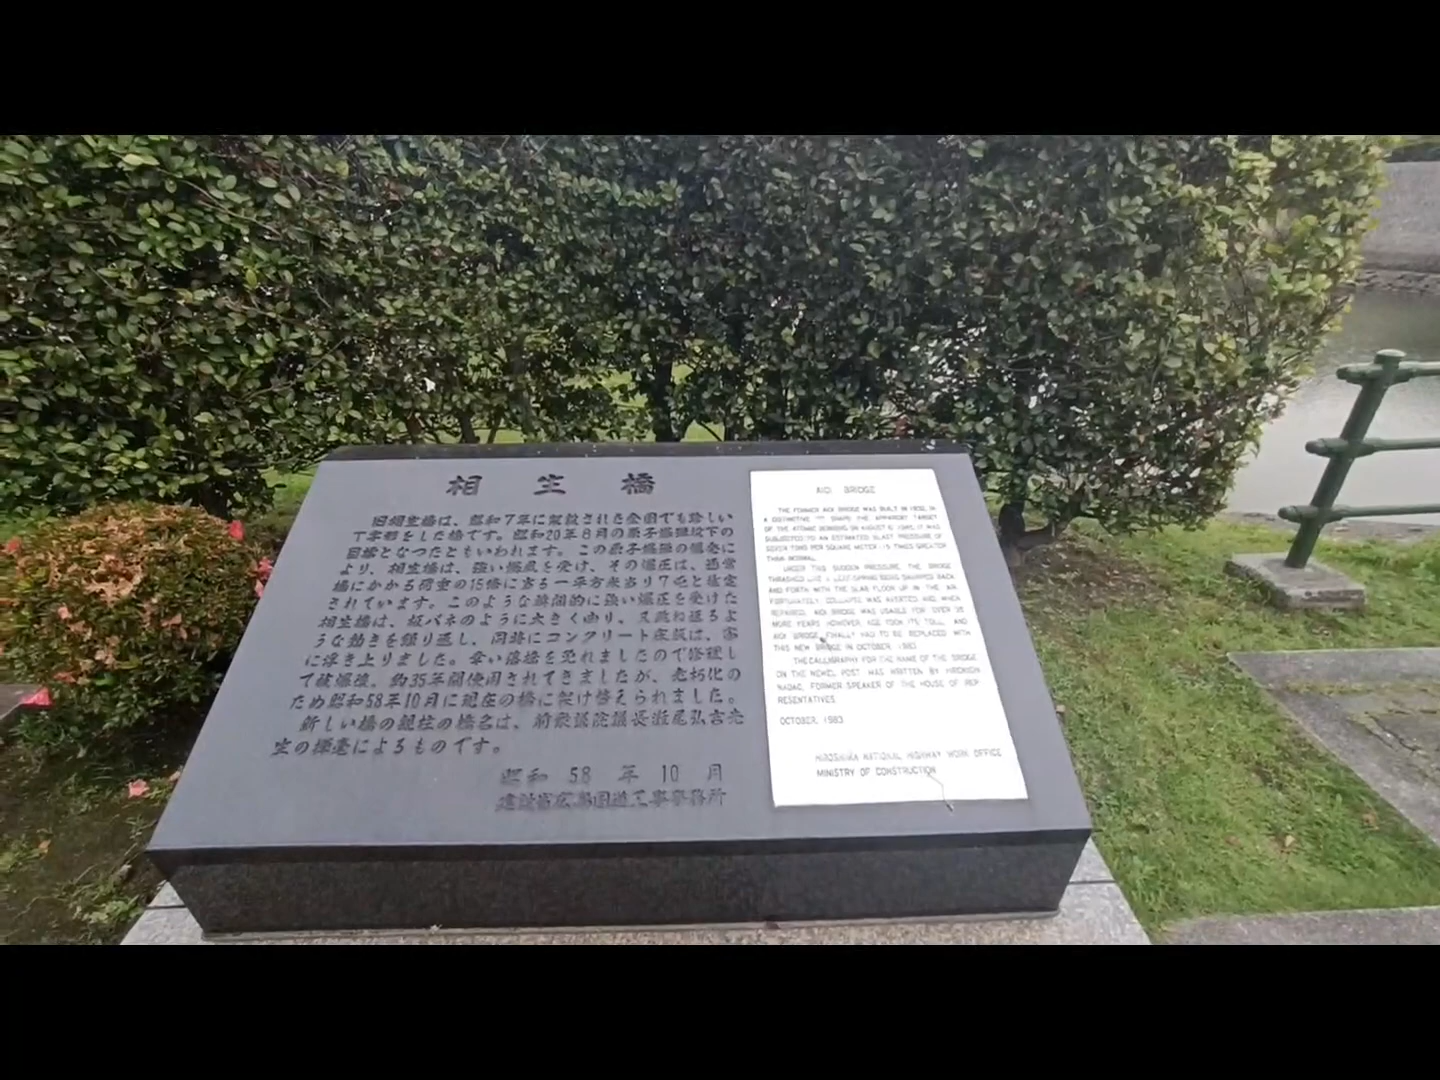 相生橋
旧相生橋は、昭和7年に架設された全国でも珍しい
T字形をした橋です。昭和20年8月の原子爆弾投下の
目標となつたともいわれます。この原子爆弾の爆発に
より、相生橋は、強い爆風を受け、その爆圧は、通常
橋にかかる荷重の15倍に当る一平方米当り7屯と推定
されています。このような瞬間的に強い爆圧を受けた
相生橋は、板バネのように大きく曲り、又跳ね返るよ
うな動きを繰り返し、同時にコンクリート床版は、宙
に浮き上りました。幸い落橋を免れましたので修理し
て被爆後、約35年間使用されてきましたが、老朽化の
ため昭和58年10月に現在の橋に架け替えられました。
新しい橋の親柱の橋名は、前衆議院議長灘尾弘吉先
生の揮毫によるものです。
昭和 58 年 10 月
建設省広島国道工事事務所
AIOI BRIDGE
THE FORMER AIOI BRIDGE WAS BUILT IN 1932, IN
A DISTINCTIVE "T" SHAPE THE APPARENT TARGET
OF THE ATOMIC BOMBING ON AUGUST 6, 1945, IT WAS
SUBJECTED TO AN ESTIMATED BLAST PRESSURE OF
SEVEN TONS PER SQUARE METER-15 TIMES GREATER
THAN NORMAL.
UNDER THIS SUDDEN PRESSURE, THE BRIDGE
THRASHED LIKE A LEAF-SPRING BEING SNAPPED BACK
AND FORTH WITH THE SLAB FLOOR UP IN THE AIR.
FORTUNATELY, COLLAPSE WAS AVERTED AND, WHEN
REPAIRED, AIOI BRIDGE WAS USABLE FOR OVER 35
MORE YEARS HOWEVER, AGE TOOK ITS TOLL, AND
AIOI BRIDGE FINALLY HAD TO BE REPLACED WITH
THIS NEW BRIDGE IN OCTOBER, 1983.
THE CALLIGRAPHY FOR THE NAME OF THE BRIDGE
ON THE NEWEL POST WAS WRITTEN BY HIROKICHI
NADAO, FORMER SPEAKER OF THE HOUSE OF REP-
RESENTATIVES.
OCTOBER, 1983
HIROSHIMA NATIONAL HIGHWAY WORK OFFICE
MINISTRY OF CONSTRUCTION